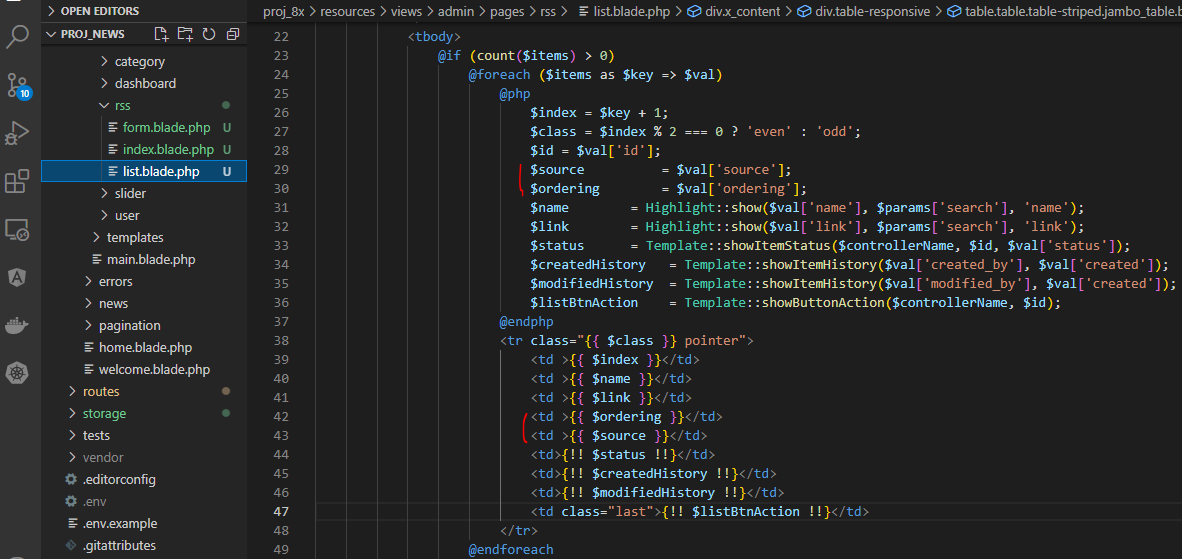 OPEN EDITORS
proj_8x > resources > views > admin > pages > rss > list.blade.php > div.x_content > div.table-responsive > table.table.table-striped.jambo_table.b
PROJ_NEWS
category
dashboard
rss
form.blade.php U
index.blade.php U
list.blade.php U
slider
user
templates
main.blade.php
errors
news
pagination
home.blade.php
welcome.blade.php
routes
storage
tests
vendor
.editorconfig
.env
.env.example
.gitattributes
10
22 <tbody>
23 @if (count($items) > 0)
24 @foreach ($items as $key => $val)
25 @php
26 $index = $key + 1;
27 $class = $index % 2 === 0 ? 'even' : 'odd';
28 $id = $val['id'];
29 $source = $val['source'];
30 $ordering = $val['ordering'];
31 $name = Highlight::show($val['name'], $params['search'], 'name');
32 $link = Highlight::show($val['link'], $params['search'], 'link');
33 $status = Template::showItemStatus($controllerName, $id, $val['status']);
34 $createdHistory = Template::showItemHistory($val['created_by'], $val['created']);
35 $modifiedHistory = Template::showItemHistory($val['modified_by'], $val['created']);
36 $listBtnAction = Template::showButtonAction($controllerName, $id);
37 @endphp
38 <tr class="{{ $class }} pointer">
39 <td >{{ $index }}</td>
40 <td >{{ $name }}</td>
41 <td >{{ $link }}</td>
42 <td >{{ $ordering }}</td>
43 <td >{{ $source }}</td>
44 <td>{!! $status !!}</td>
45 <td>{!! $createdHistory !!}</td>
46 <td>{!! $modifiedHistory !!}</td>
47 <td class="last">{!! $listBtnAction !!}</td>
48 </tr>
49 @endforeach